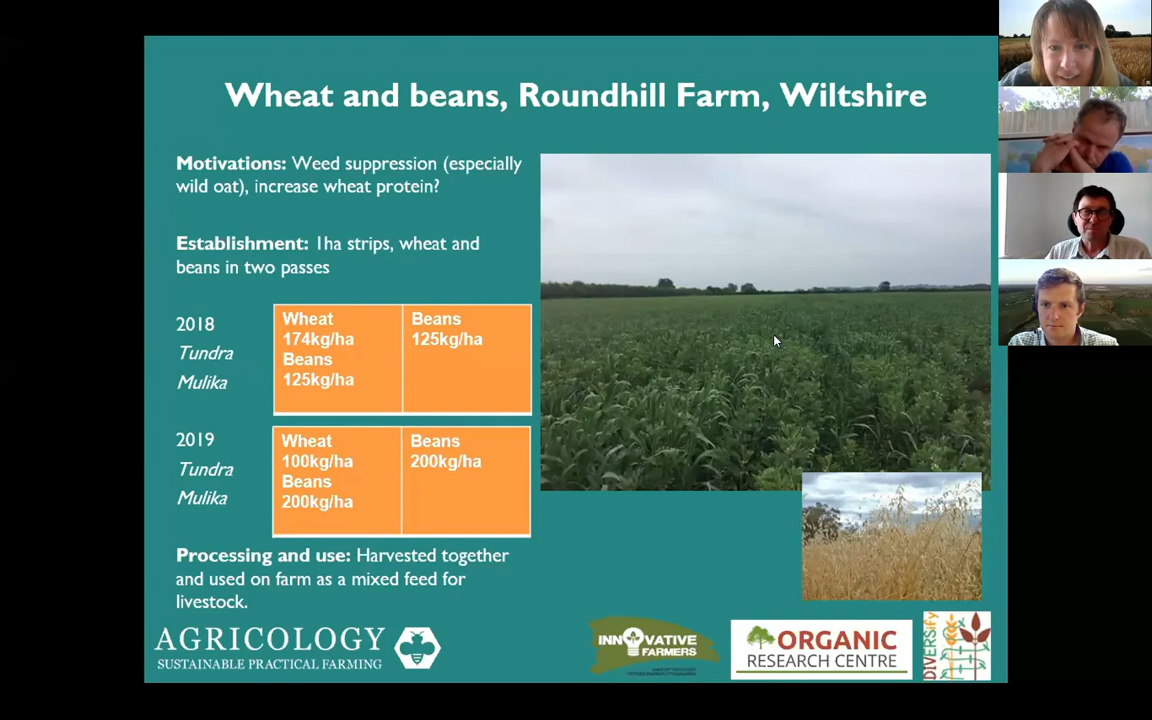 Wheat and beans, Roundhill Farm, Wiltshire
Motivations: Weed suppression (especially
wild oat), increase wheat protein?
Establishment: 1ha strips, wheat and
beans in two passes
2018
Tundra
Mulika
Wheat
174kg/ha
Beans
125kg/ha
Beans
125kg/ha
2019
Tundra
Mulika
Wheat
100kg/ha
Beans
200kg/ha
Beans
200kg/ha
Processing and use: Harvested together
and used on farm as a mixed feed for
livestock.
AGRICOLOGY
SUSTAINABLE PRACTICAL FARMING
INNOVATIVE
FARMERS
ORGANIC
RESEARCH CENTRE
DIVERSify